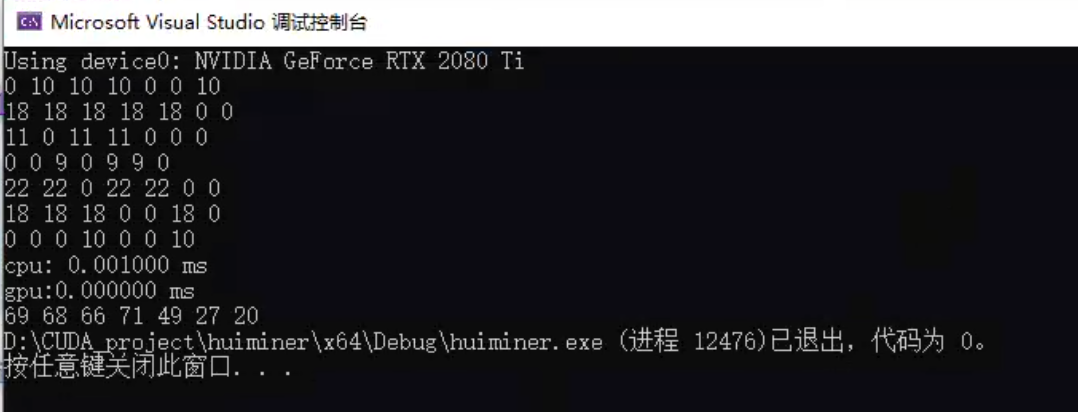 Microsoft Visual Studio 调试控制台
Using device0: NVIDIA GeForce RTX 2080 Ti
0 10 10 10 0 0 10
18 18 18 18 18 0 0
11 0 11 11 0 0 0
0 0 9 0 9 9 0
22 22 0 22 22 0 0
18 18 18 0 0 18 0
0 0 0 10 0 0 10
cpu: 0.001000 ms
gpu:0.000000 ms
69 68 66 71 49 27 20
D:\CUDA_project\huiminer\x64\Debug\huiminer.exe (进程 12476)已退出，代码为 0。
按任意键关闭此窗口. . .